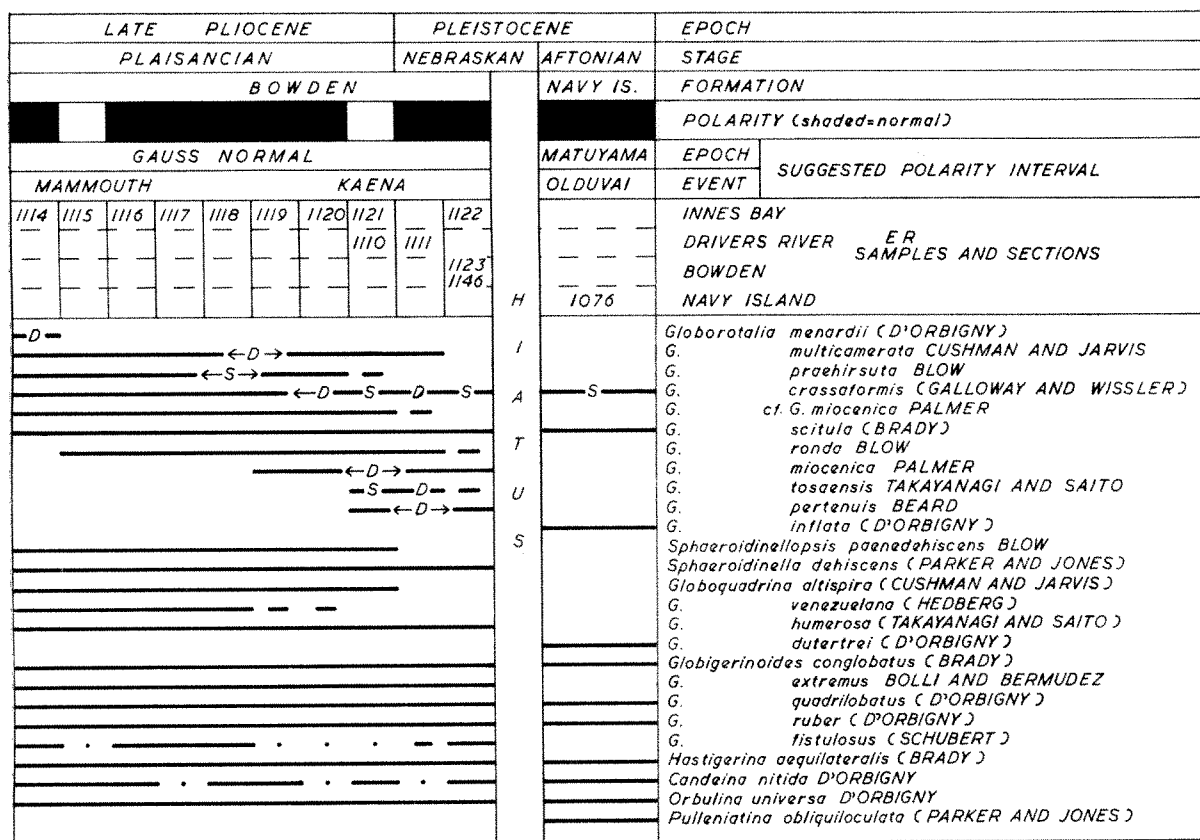 LATE PLIOCENE PLEISTOCENE EPOCH
PLAISANCIAN NEBRASKAN AFTONIAN STAGE
BOWDEN NAVY IS. FORMATION
POLARITY (shaded=normal)
GAUSS NORMAL MATUYAMA EPOCH SUGGESTED POLARITY INTERVAL
MAMMOUTH KAENA OLDUVAI EVENT
1114 1115 1116 1117 1118 1119 1120 1121 1122 INNES BAY
1110 1111 DRIVERS RIVER ER
SAMPLES AND SECTIONS
1123 BOWDEN
1146
1076 NAVY ISLAND
HIATUS
D Globorotalia menardii (D'ORBIGNY)
←D→ G. multicamerata CUSHMAN AND JARVIS
←S→ G. praehirsuta BLOW
←D S D S S G. crassaformis (GALLOWAY AND WISSLER)
G. cf. G. miocenica PALMER
G. scitula (BRADY)
G. ronda BLOW
←D→ G. miocenica PALMER
S D G. tosaensis TAKAYANAGI AND SAITO
←D→ G. pertenuis BEARD
G. inflata (D'ORBIGNY)
Sphaeroidinellopsis paenedehiscens BLOW
Sphaeroidinella dehiscens (PARKER AND JONES)
Globoquadrina altispira (CUSHMAN AND JARVIS)
G. venezuelana (HEDBERG)
G. humerosa (TAKAYANAGI AND SAITO)
G. dutertrei (D'ORBIGNY)
Globigerinoides conglobatus (BRADY)
G. extremus BOLLI AND BERMUDEZ
G. quadrilobatus (D'ORBIGNY)
G. ruber (D'ORBIGNY)
G. fistulosus (SCHUBERT)
Hastigerina aequilateralis (BRADY)
Candeina nitida D'ORBIGNY
Orbulina universa D'ORBIGNY
Pulleniatina obliquiloculata (PARKER AND JONES)